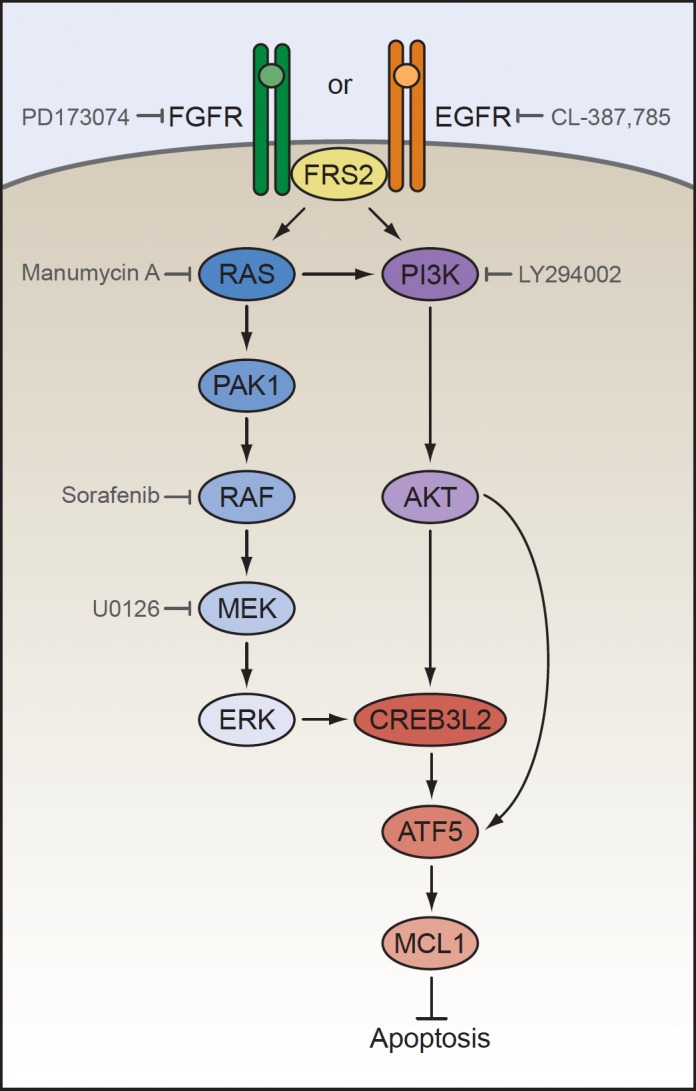 or
PD173074
FGFR
EGFR
CL-387,785
FRS2
Manumycin A
RAS
PI3K
LY294002
PAK1
Sorafenib
RAF
AKT
U0126
MEK
ERK
CREB3L2
ATF5
MCL1
Apoptosis